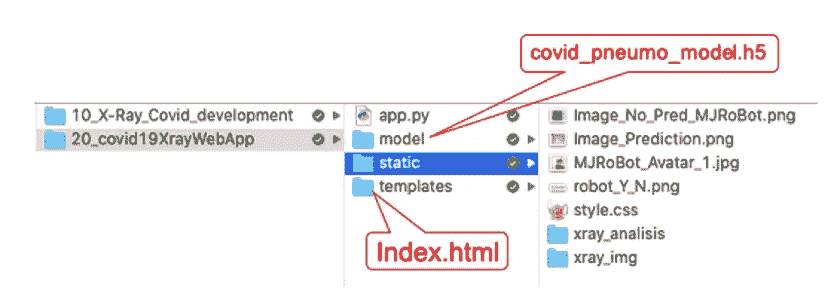 covid_pneumo_model.h5
10_X-Ray_Covid_development
20_covid19XrayWebApp
app.py
model
static
templates
Index.html
Image_No_Pred_MJRoBot.png
Image_Prediction.png
MJRoBot_Avatar_1.jpg
robot_Y_N.png
style.css
xray_analisis
xray_img